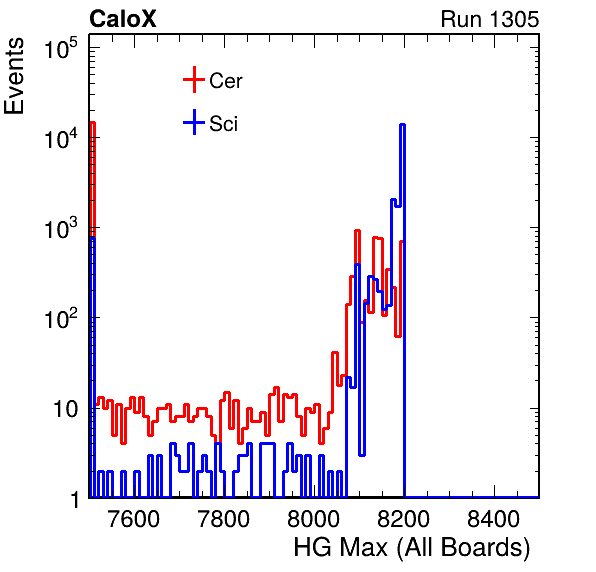 CaloX Run 1305
Events
10^5
10^4
10^3
10^2
10
1
Cer
Sci
7600 7800 8000 8200 8400
HG Max (All Boards)